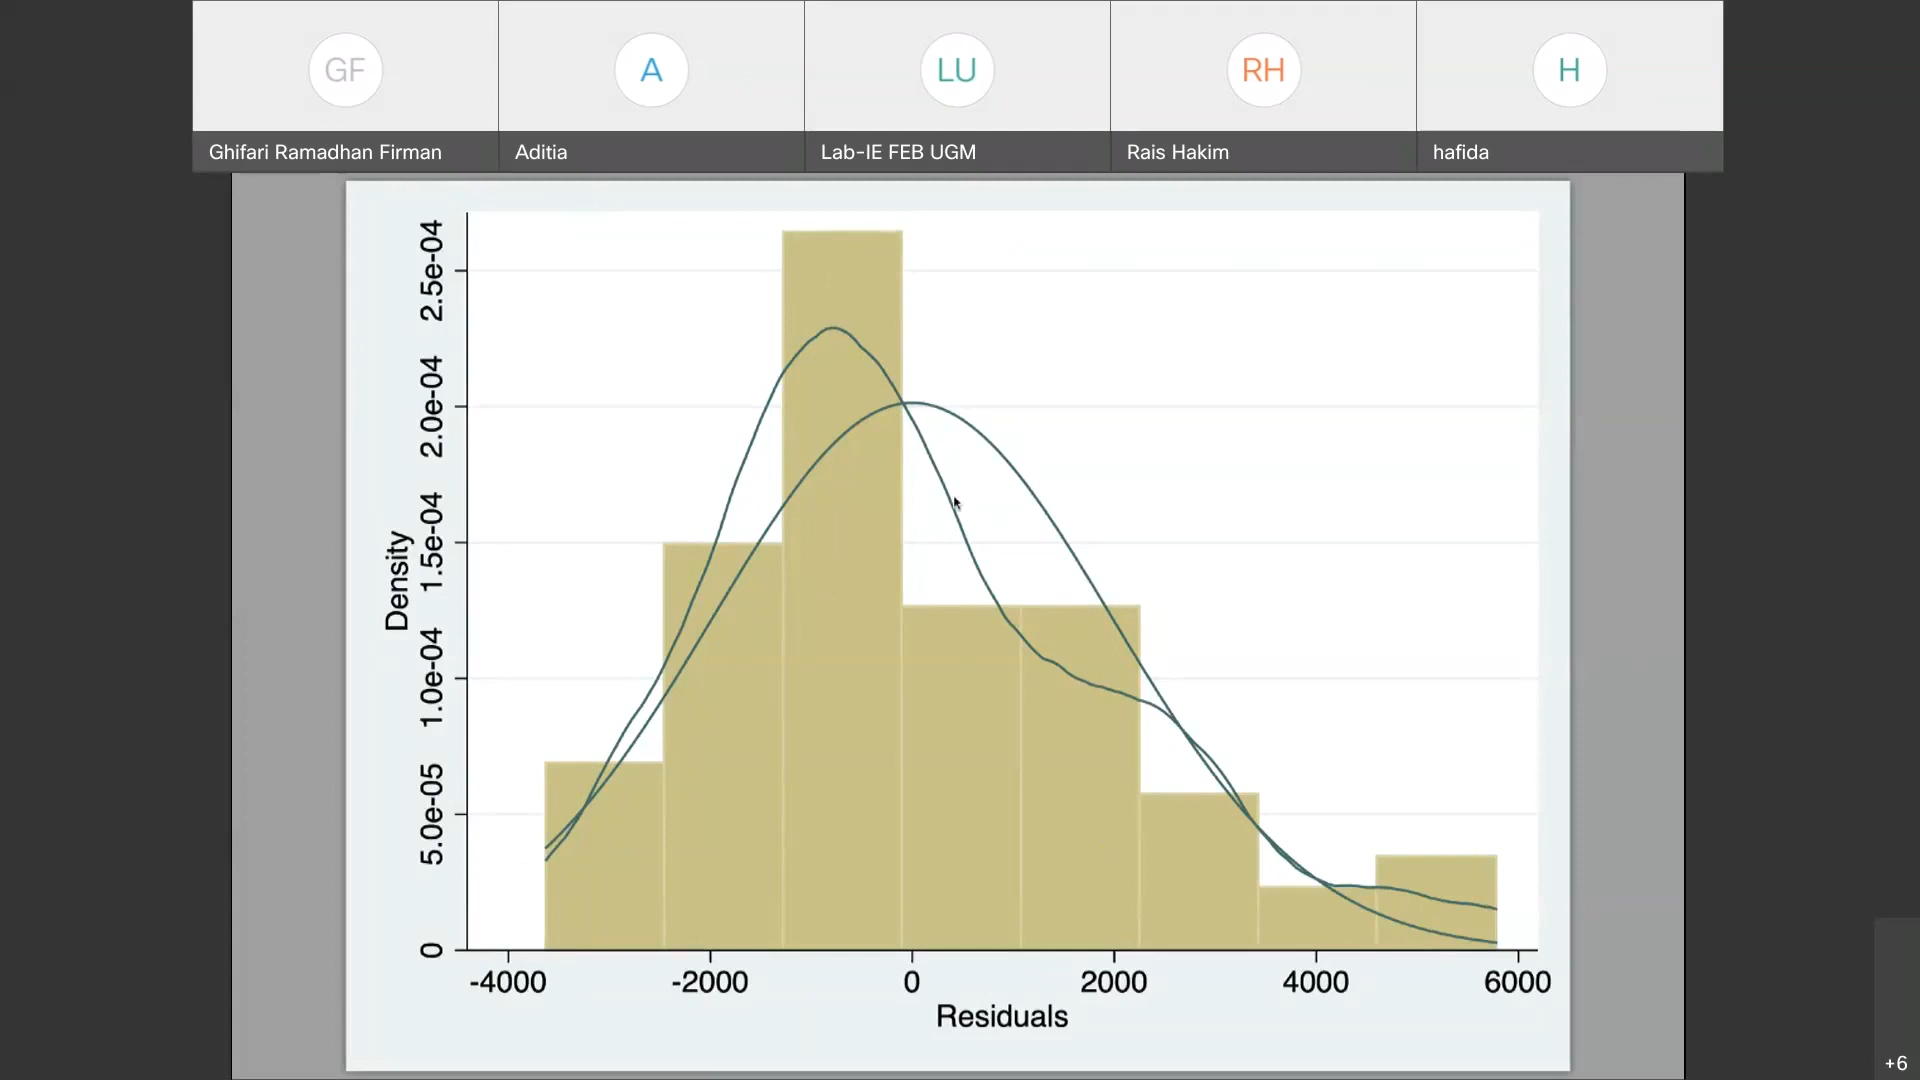 GF
A
LU
RH
H
Ghifari Ramadhan Firman
Aditia
Lab-IE FEB UGM
Rais Hakim
hafida
2.5e-04
2.0e-04
1.5e-04
1.0e-04
5.0e-05
0
Density
-4000
-2000
0
2000
4000
6000
Residuals
+6